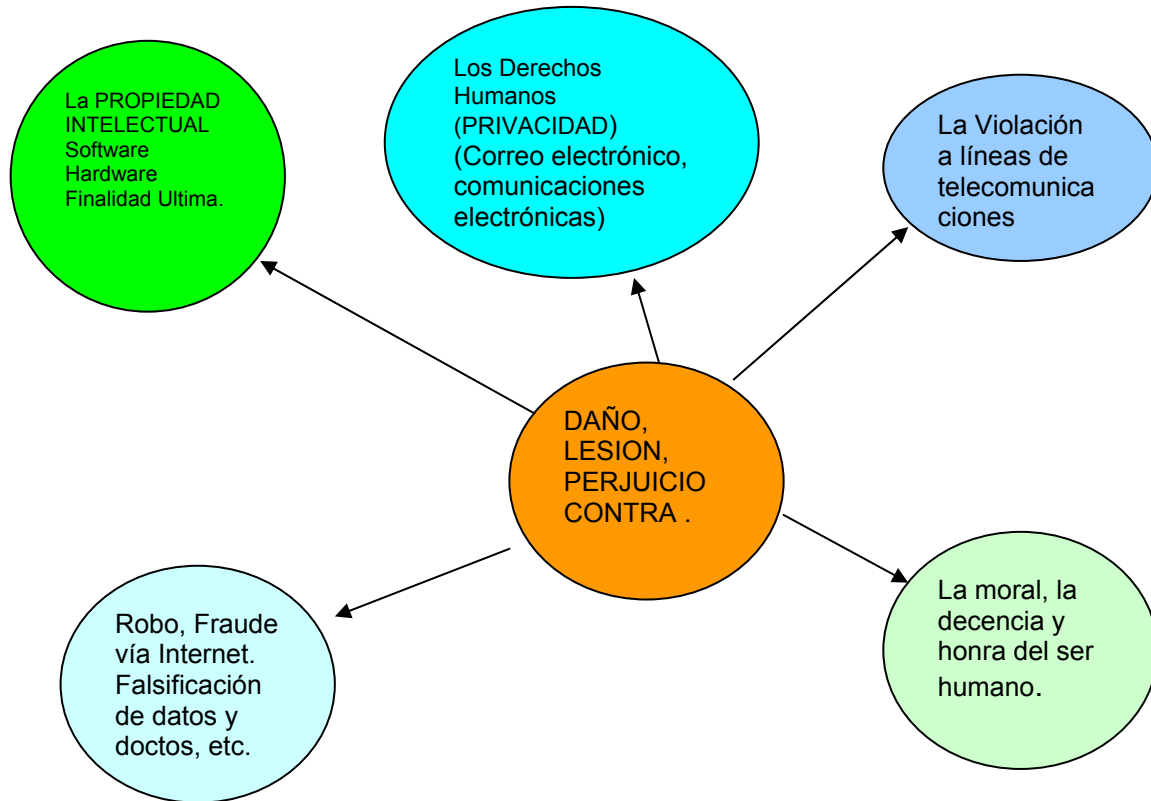 La PROPIEDAD
INTELECTUAL
Software
Hardware
Finalidad Ultima.
Los Derechos
Humanos
(PRIVACIDAD)
(Correo electrónico,
comunicaciones
electrónicas)
La Violación
a líneas de
telecomunica
ciones
DAÑO,
LESION,
PERJUICIO
CONTRA .
Robo, Fraude
vía Internet.
Falsificación
de datos y
doctos, etc.
La moral, la
decencia y
honra del ser
humano.